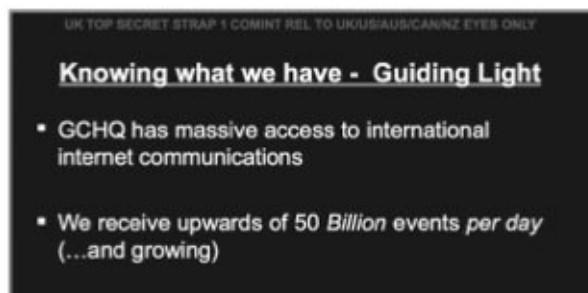 UK TOP SECRET STRAP 1 COMINT REL TO UK/US/AUS/CAN/NZ EYES ONLY
Knowing what we have - Guiding Light
▪ GCHQ has massive access to international
internet communications
▪ We receive upwards of 50 Billion events per day
(...and growing)